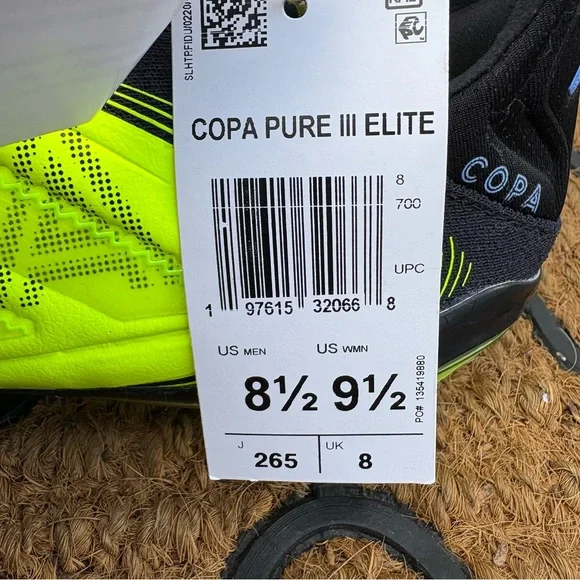 COPA PURE III ELITE
8
700
COPA
UPC
1 97615 32066 8
US MEN US WMN
8½ 9½
PO# 135419880
J UK
265 8